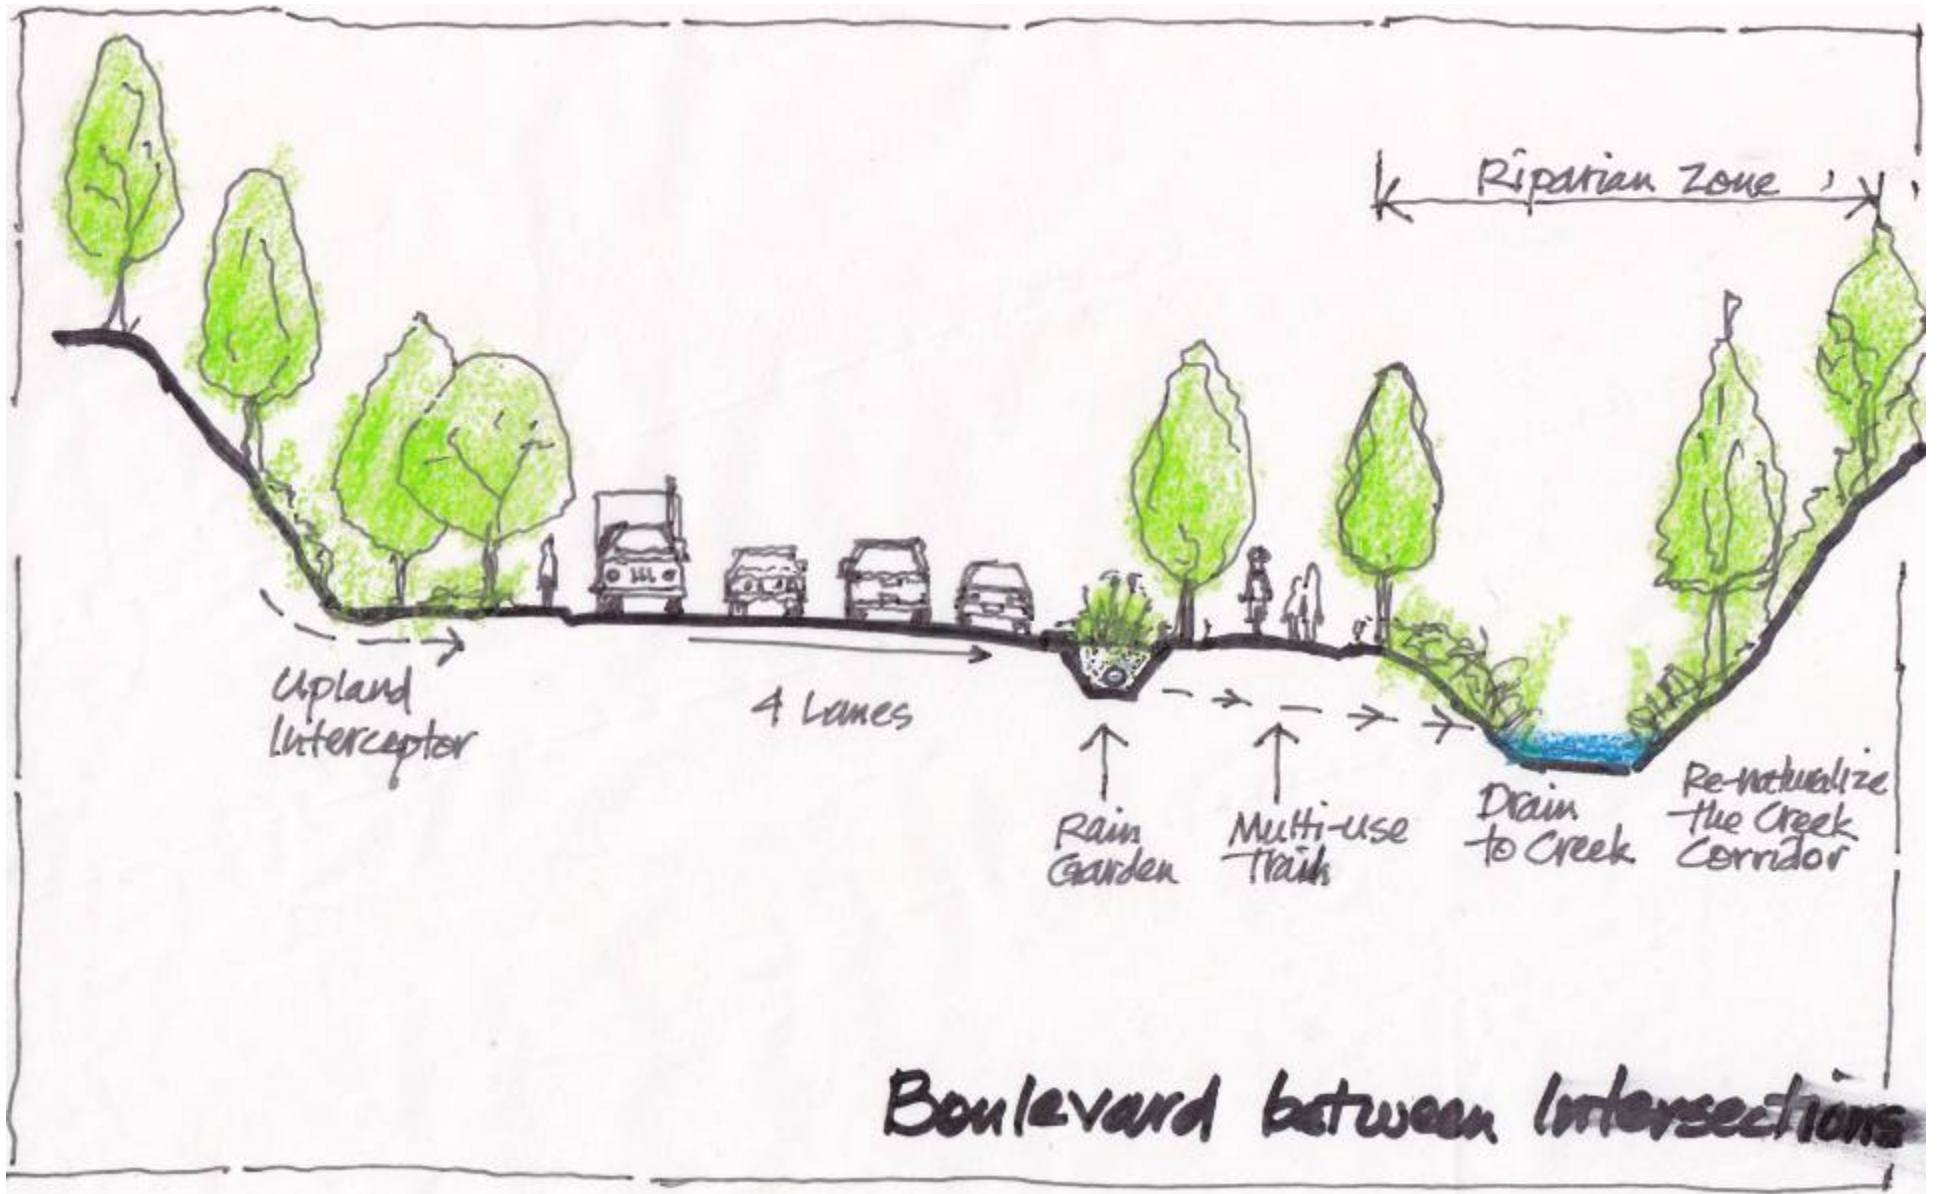 Riparian Zone
Upland
Interceptor
4 Lanes
Rain
Garden
Multi-use
Trail
Drain
to Creek
Re-naturalize
the Creek
Corridor
Boulevard between Intersections